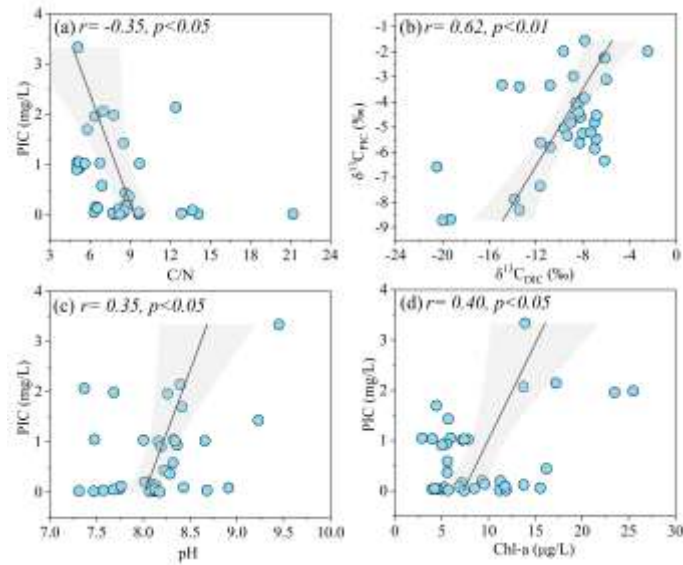 (a) r= -0.35, p<0.05
4
3
2
1
0
PIC (mg/L)
3 6 9 12 15 18 21 24
C/N
(b) r= 0.62, p<0.01
-1
-2
-3
-4
-5
-6
-7
-8
-9
δ¹³C_PIC (‰)
-24 -20 -16 -12 -8 -4 0
δ¹³C_DIC (‰)
(c) r= 0.35, p<0.05
4
3
2
1
0
PIC (mg/L)
7.0 7.5 8.0 8.5 9.0 9.5 10.0
pH
(d) r= 0.40, p<0.05
4
3
2
1
0
PIC (mg/L)
0 5 10 15 20 25 30
Chl-a (μg/L)